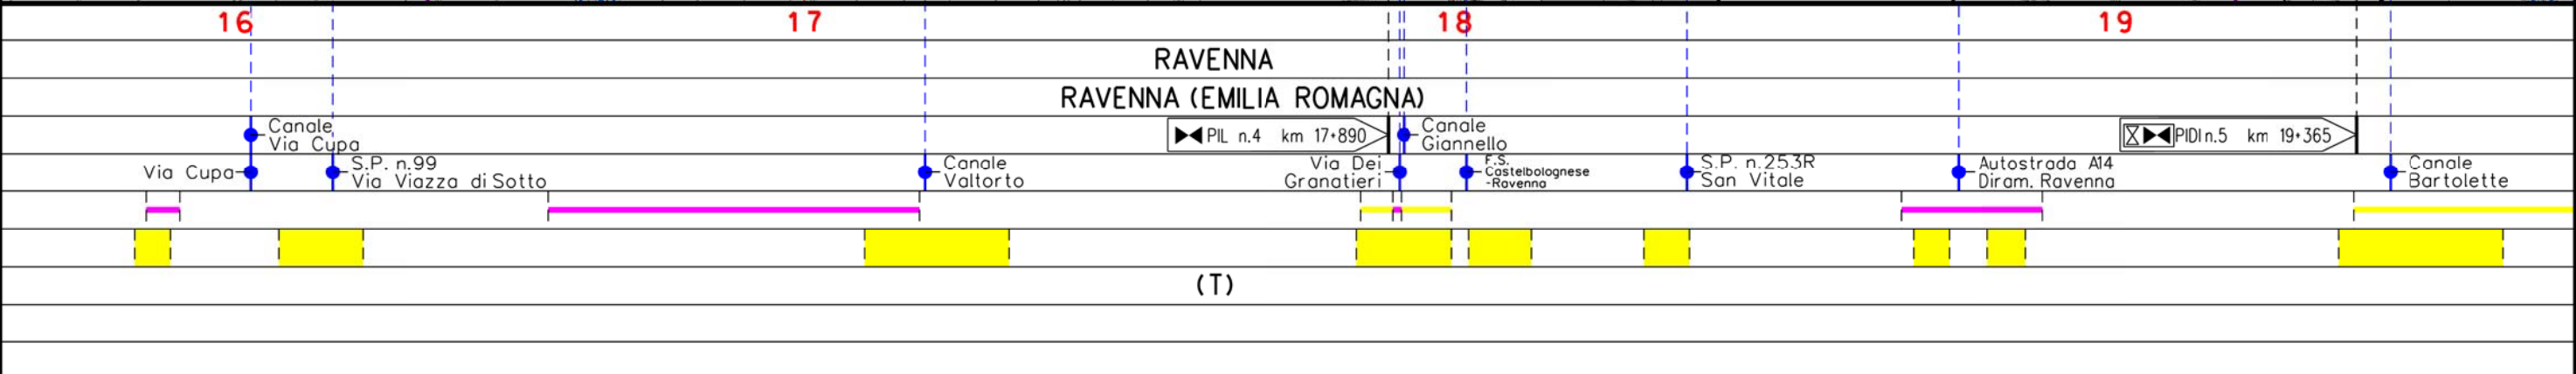 16 17 18 19
RAVENNA
RAVENNA (EMILIA ROMAGNA)
Canale
Via Cupa
PIL n.4 km 17+890
Canale
Giannello
PIDI n.5 km 19+365
Via Cupa
S.P. n.99
Via Viazza di Sotto
Canale
Valtorto
Via Dei
Granatieri
F.S.
Castelbolognese
-Ravenna
S.P. n.253R
San Vitale
Autostrada A14
Diram. Ravenna
Canale
Bartolette
(T)